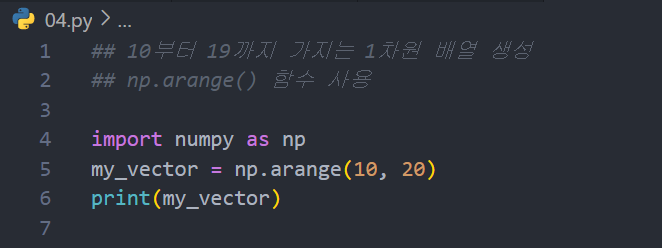 04.py > ...
1 ## 10부터 19까지 가지는 1차원 배열 생성
2 ## np.arange() 함수 사용
3
4 import numpy as np
5 my_vector = np.arange(10, 20)
6 print(my_vector)
7